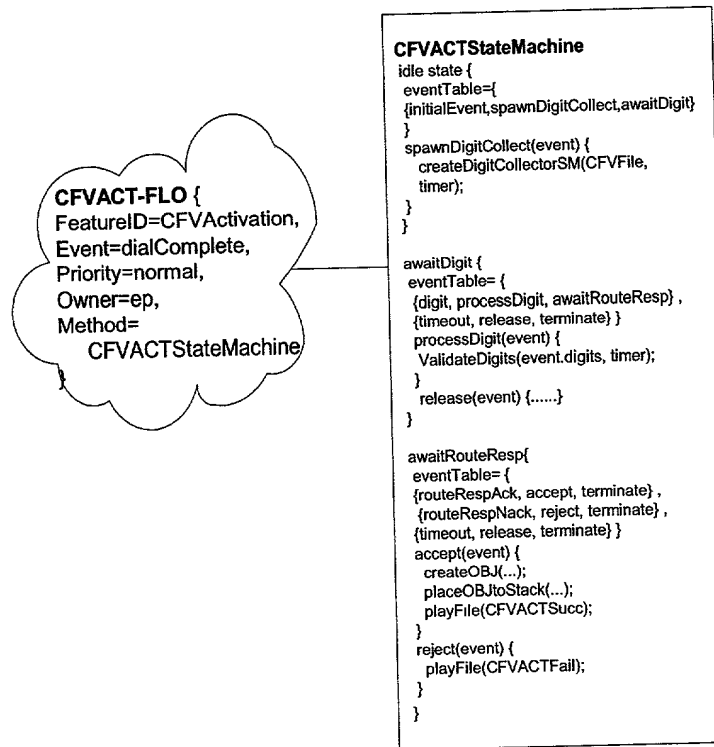 CFVACT-FLO {
FeatureID=CFVActivation,
Event=dialComplete,
Priority=normal,
Owner=ep,
Method=
CFVACTStateMachine
}
CFVACTStateMachine
idle state {
eventTable={
{initialEvent,spawnDigitCollect,awaitDigit}
}
spawnDigitCollect(event) {
createDigitCollectorSM(CFVFile,
timer);
}
}
awaitDigit {
eventTable= {
{digit, processDigit, awaitRouteResp} ,
{timeout, release, terminate} }
processDigit(event) {
ValidateDigits(event.digits, timer);
}
release(event) {......}
}
awaitRouteResp{
eventTable= {
{routeRespAck, accept, terminate} ,
{routeRespNack, reject, terminate} ,
{timeout, release, terminate} }
accept(event) {
createOBJ(...);
placeOBJtoStack(...);
playFile(CFVACTSucc);
}
reject(event) {
playFile(CFVACTFail);
}
}